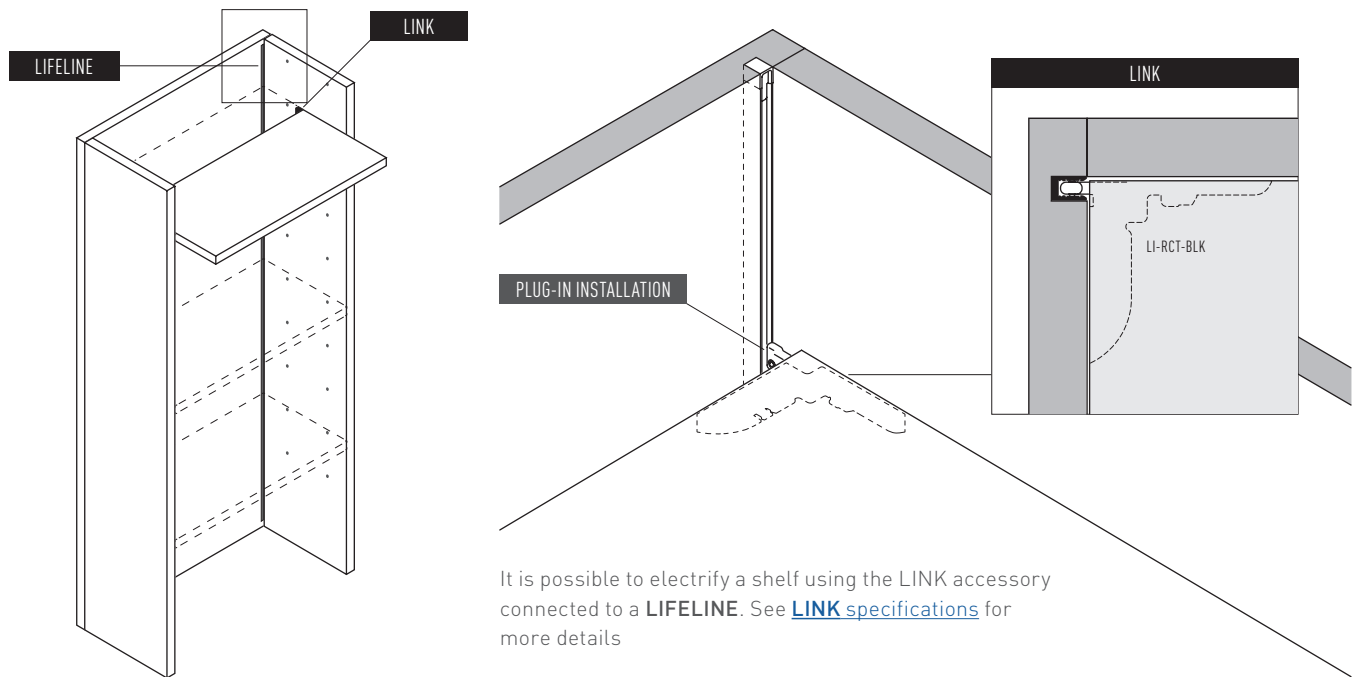 LINK
LIFELINE
LINK
LI-RCT-BLK
PLUG-IN INSTALLATION
It is possible to electrify a shelf using the LINK accessory
connected to a LIFELINE. See LINK specifications for
more details